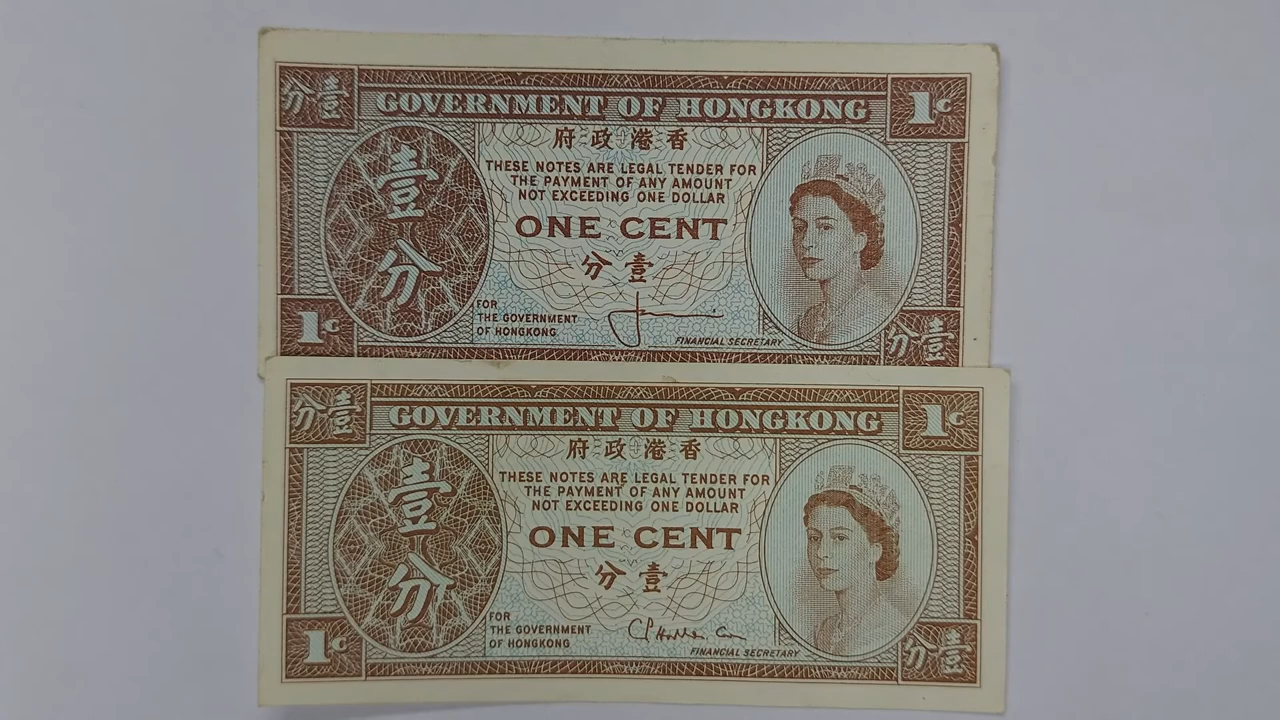 分壹 GOVERNMENT OF HONGKONG 1c
府政港香
THESE NOTES ARE LEGAL TENDER FOR
THE PAYMENT OF ANY AMOUNT
NOT EXCEEDING ONE DOLLAR
壹分
ONE CENT
分壹
FOR
THE GOVERNMENT
OF HONGKONG
FINANCIAL SECRETARY
1c
分壹
分壹 GOVERNMENT OF HONGKONG 1c
府政港香
THESE NOTES ARE LEGAL TENDER FOR
THE PAYMENT OF ANY AMOUNT
NOT EXCEEDING ONE DOLLAR
壹分
ONE CENT
分壹
FOR
THE GOVERNMENT
OF HONGKONG
FINANCIAL SECRETARY
1c
分壹